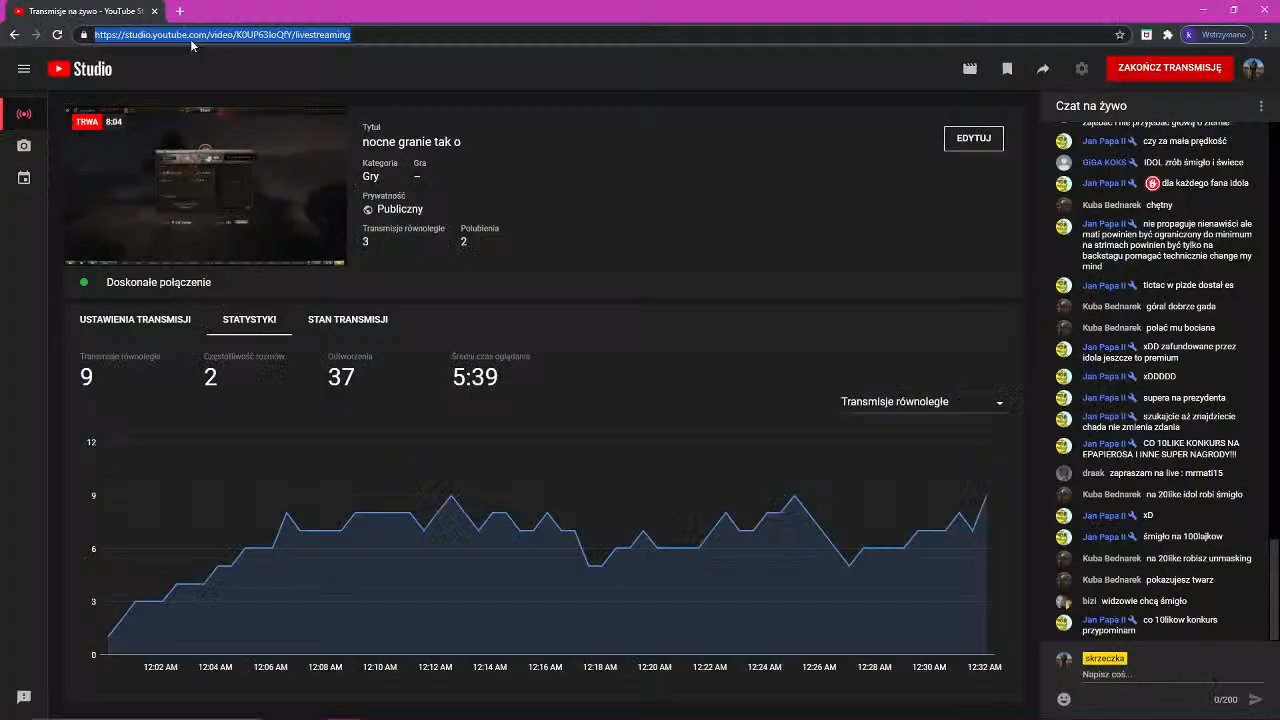 Transmisje na żywo - YouTube St
https://studio.youtube.com/video/K0UP63IoQfY/livestreaming
k Wstrzymano
Studio
ZAKOŃCZ TRANSMISJĘ
TRWA 8:04
Tytuł
nocne granie tak o
EDYTUJ
Kategoria Gra
Gry –
Prywatność
Publiczny
Transmisje równoległe Polubienia
3 2
Doskonałe połączenie
USTAWIENIA TRANSMISJI STATYSTYKI STAN TRANSMISJI
Transmisje równoległe Częstotliwość rozmów Odtworzenia Średni czas oglądania
9 2 37 5:39
Transmisje równoległe
12
9
6
3
0
12:02 AM 12:04 AM 12:06 AM 12:08 AM 12:10 AM 12:12 AM 12:14 AM 12:16 AM 12:18 AM 12:20 AM 12:22 AM 12:24 AM 12:26 AM 12:28 AM 12:30 AM 12:32 AM
Czat na żywo
zajebać i nie przyjebać głową o ziemie
Jan Papa II czy za mała prędkość
GiGA KOKS IDOL zrób śmigło i świece
Jan Papa II dla każdego fana idola
Kuba Bednarek chętny
Jan Papa II nie propaguje nienawiści ale
mati powinien być ograniczony do minimum
na strimach powinien być tylko na
backstagu pomagać technicznie change my
mind
Jan Papa II tictac w pizde dostał es
Kuba Bednarek góral dobrze gada
Kuba Bednarek polać mu bociana
Jan Papa II xDD zafundowane przez
idola jeszcze to premium
Jan Papa II xDDDDD
Jan Papa II supera na prezydenta
Jan Papa II szukajcie aż znajdziecie
chada nie zmienia zdania
Jan Papa II CO 10LIKE KONKURS NA
EPAPIEROSA I INNE SUPER NAGRODY!!!
draak zapraszam na live : mrmati15
Kuba Bednarek na 20like idol robi śmigło
Jan Papa II xD
Jan Papa II śmigło na 100lajkow
Kuba Bednarek na 20like robisz unmasking
Kuba Bednarek pokazujesz twarz
bizi widzowie chcą śmigło
Jan Papa II co 10likow konkurs
przypominam
skrzeczka
Napisz coś...
0/200